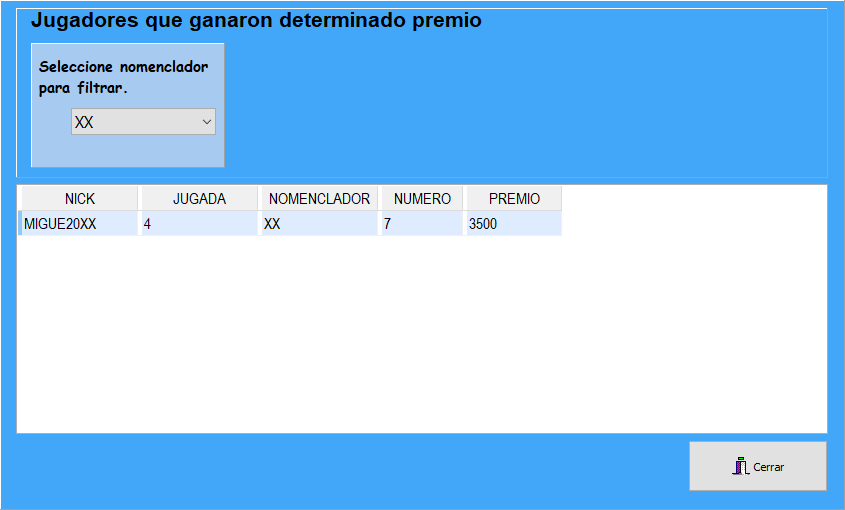 Jugadores que ganaron determinado premio
Seleccione nomenclador
para filtrar.
XX
NICK JUGADA NOMENCLADOR NUMERO PREMIO
MIGUE20XX 4 XX 7 3500
Cerrar